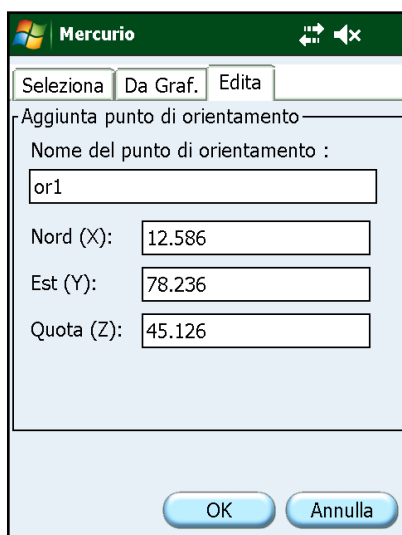 Mercurio
Seleziona Da Graf. Edita
Aggiunta punto di orientamento
Nome del punto di orientamento :
or1
Nord (X): 12.586
Est (Y): 78.236
Quota (Z): 45.126
OK Annulla